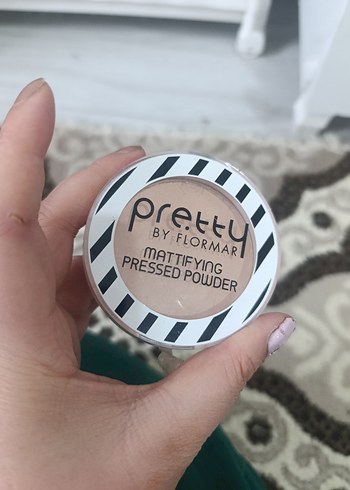 pretty
BY FLORMAR
MATTIFYING
PRESSED POWDER